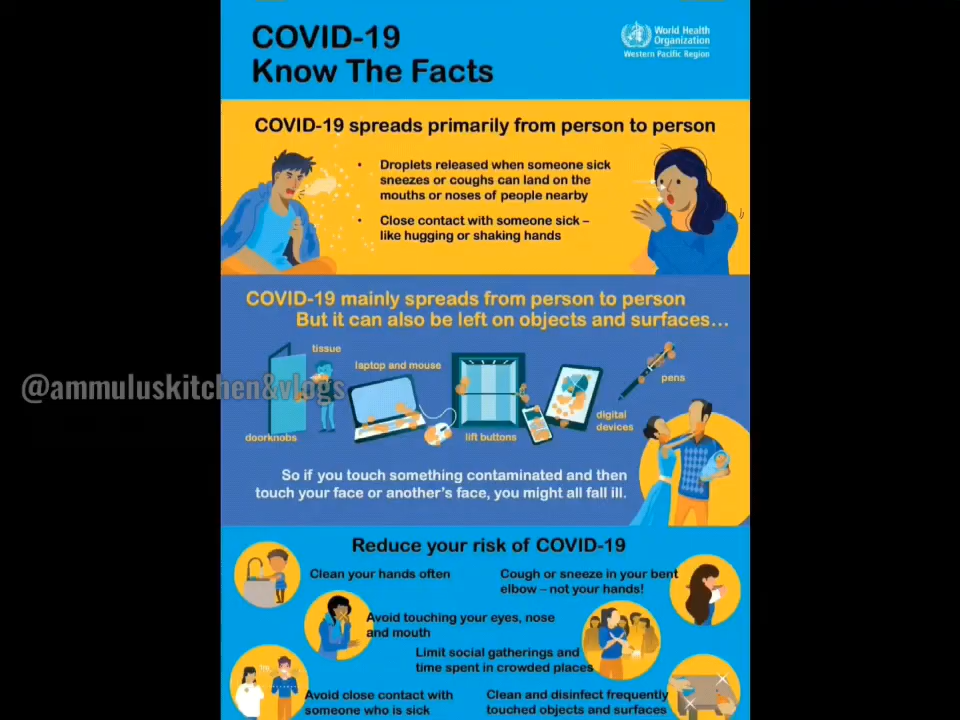 COVID-19
Know The Facts
World Health
Organization
Western Pacific Region
COVID-19 spreads primarily from person to person
• Droplets released when someone sick
sneezes or coughs can land on the
mouths or noses of people nearby
• Close contact with someone sick –
like hugging or shaking hands
COVID-19 mainly spreads from person to person
But it can also be left on objects and surfaces...
tissue
laptop and mouse
pens
@ammuluskitchen&vlogs
digital
devices
doorknobs
lift buttons
So if you touch something contaminated and then
touch your face or another's face, you might all fall ill.
Reduce your risk of COVID-19
Clean your hands often
Cough or sneeze in your bent
elbow – not your hands!
Avoid touching your eyes, nose
and mouth
Limit social gatherings and
time spent in crowded places
Avoid close contact with
someone who is sick
Clean and disinfect frequently
touched objects and surfaces